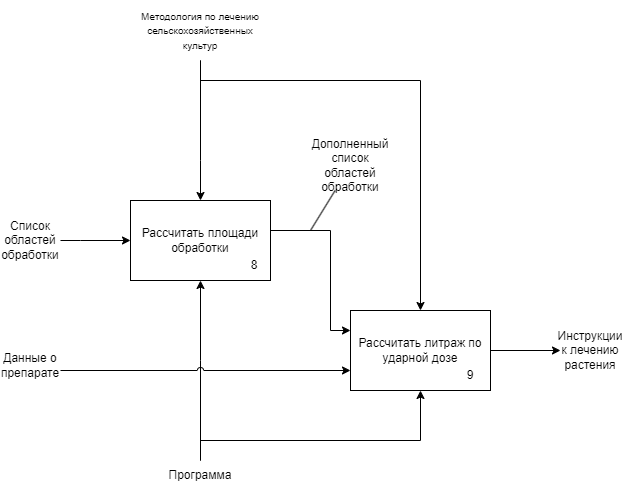 Методология по лечению
сельскохозяйственных
культур
Дополненный
список
областей
обработки
Список
областей
обработки
Рассчитать площади
обработки
8
Данные о
препарате
Рассчитать литраж по
ударной дозе
9
Инструкции
к лечению
растения
Программа